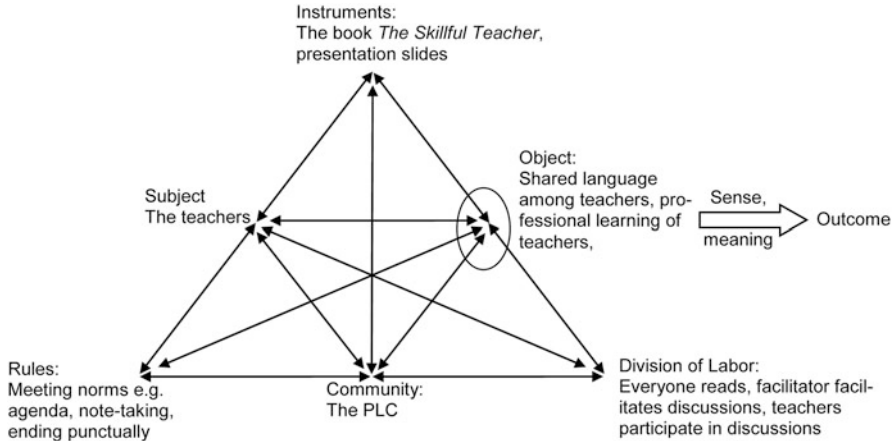 Instruments:
The book The Skillful Teacher,
presentation slides
Subject
The teachers
Object:
Shared language
among teachers, pro-
fessional learning of
teachers,
Sense,
meaning
Outcome
Rules:
Meeting norms e.g.
agenda, note-taking,
ending punctually
Community:
The PLC
Division of Labor:
Everyone reads, facilitator facil-
itates discussions, teachers
participate in discussions